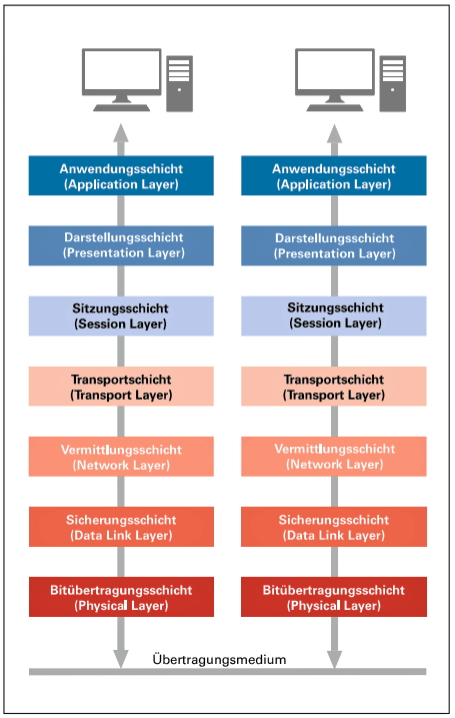 Anwendungsschicht
(Application Layer)
Anwendungsschicht
(Application Layer)
Darstellungsschicht
(Presentation Layer)
Darstellungsschicht
(Presentation Layer)
Sitzungsschicht
(Session Layer)
Sitzungsschicht
(Session Layer)
Transportschicht
(Transport Layer)
Transportschicht
(Transport Layer)
Vermittlungsschicht
(Network Layer)
Vermittlungsschicht
(Network Layer)
Sicherungsschicht
(Data Link Layer)
Sicherungsschicht
(Data Link Layer)
Bitübertragungsschicht
(Physical Layer)
Bitübertragungsschicht
(Physical Layer)
Übertragungsmedium